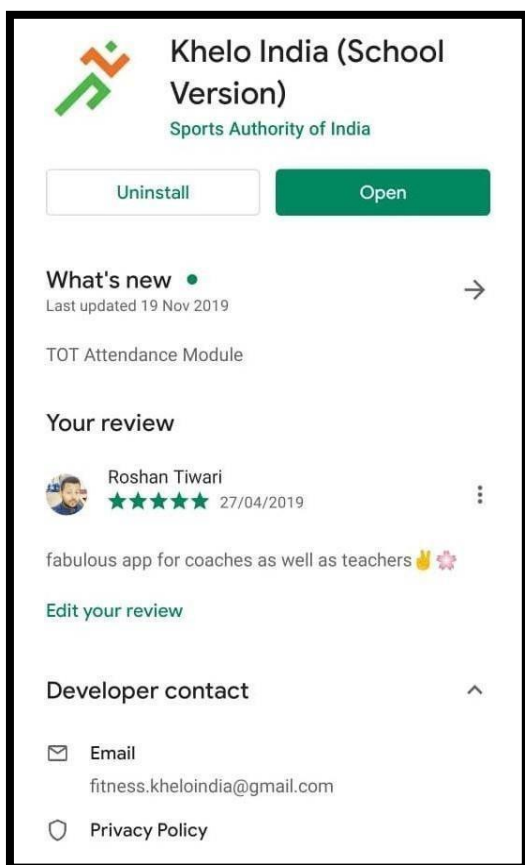 Khelo India (School
Version)
Sports Authority of India
Uninstall
Open
What's new
Last updated 19 Nov 2019
TOT Attendance Module
Your review
Roshan Tiwari
★★★★★ 27/04/2019
fabulous app for coaches as well as teachers✌️🌸
Edit your review
Developer contact
Email
fitness.kheloindia@gmail.com
Privacy Policy